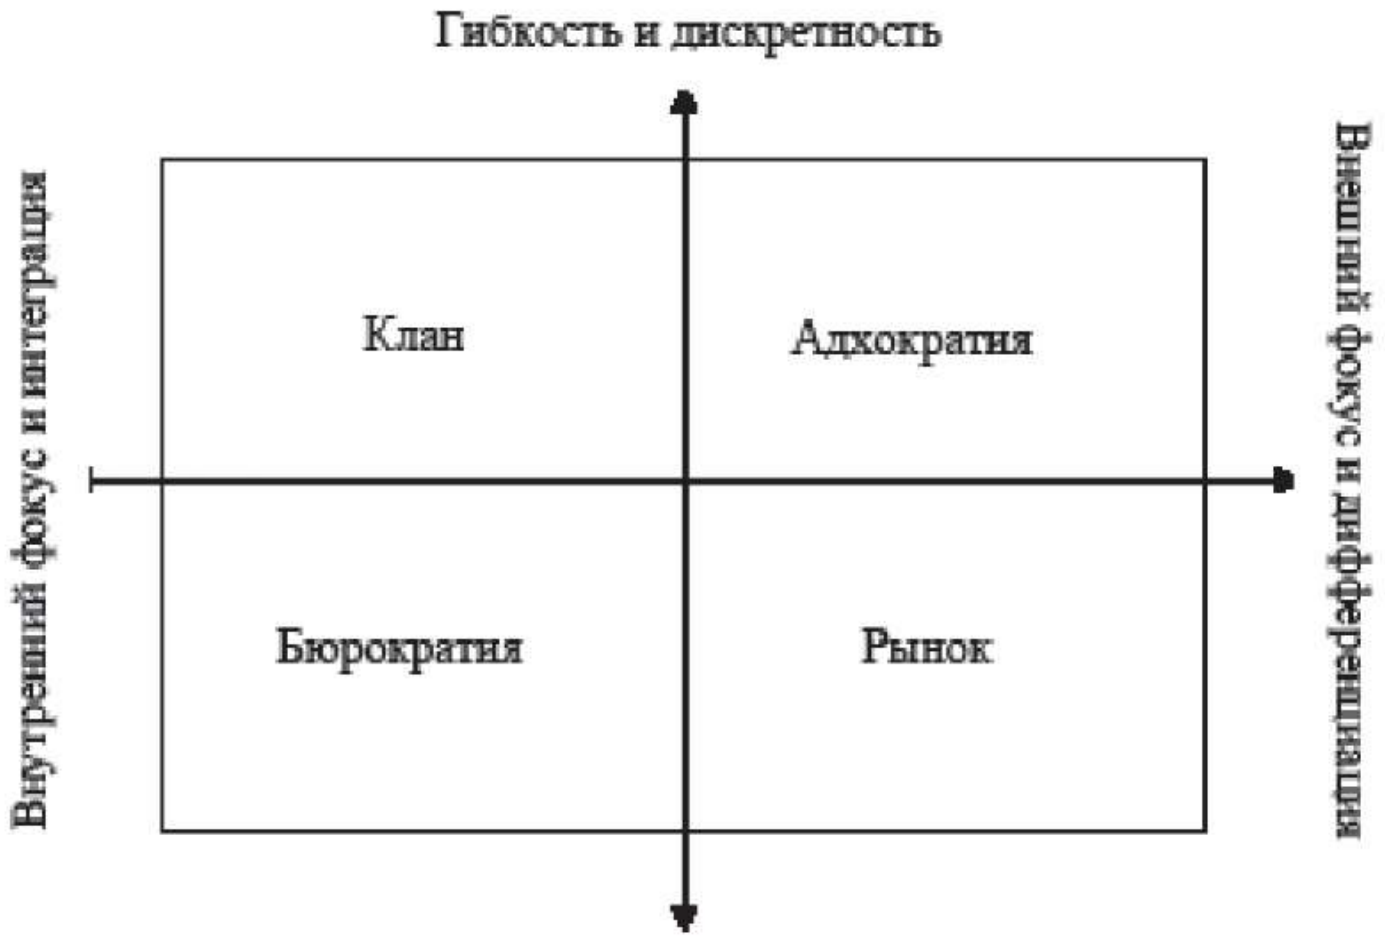 Гибкость и дискретность
Внутренний фокус и интеграция
Внешний фокус и дифференциация
Клан
Адхократия
Бюрократия
Рынок